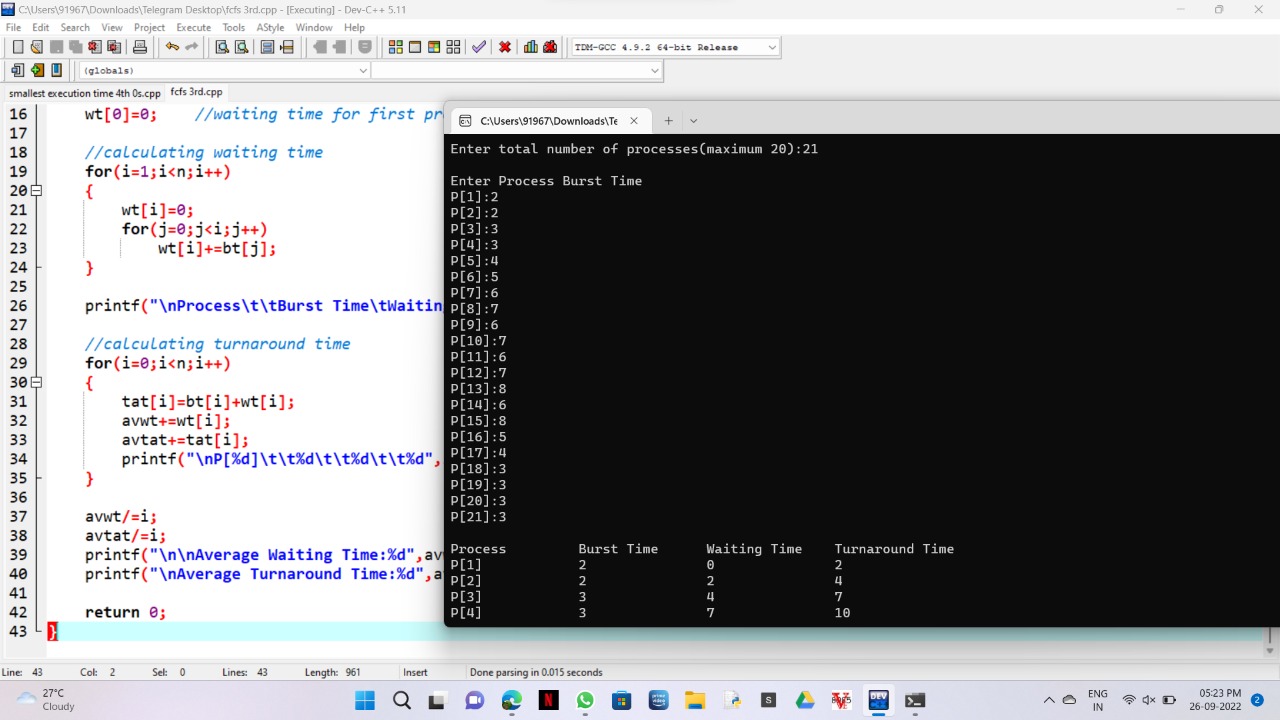 C:\Users\91967\Downloads\Telegram Desktop\fcfs 3rd.cpp - [Executing] - Dev-C++ 5.11
File Edit Search View Project Execute Tools AStyle Window Help
TDM-GCC 4.9.2 64-bit Release
(globals)
smallest execution time 4th 0s.cpp fcfs 3rd.cpp
16 wt[0]=0; //waiting time for first pr
17
18 //calculating waiting time
19 for(i=1;i<n;i++)
20 {
21 wt[i]=0;
22 for(j=0;j<i;j++)
23 wt[i]+=bt[j];
24 }
25
26 printf("\nProcess\t\tBurst Time\tWaiting
27
28 //calculating turnaround time
29 for(i=0;i<n;i++)
30 {
31 tat[i]=bt[i]+wt[i];
32 avwt+=wt[i];
33 avtat+=tat[i];
34 printf("\nP[%d]\t\t%d\t\t%d\t\t%d",
35 }
36
37 avwt/=i;
38 avtat/=i;
39 printf("\n\nAverage Waiting Time:%d",av
40 printf("\nAverage Turnaround Time:%d",a
41
42 return 0;
43 }
C:\Users\91967\Downloads\Te
Enter total number of processes(maximum 20):21
Enter Process Burst Time
P[1]:2
P[2]:2
P[3]:3
P[4]:3
P[5]:4
P[6]:5
P[7]:6
P[8]:7
P[9]:6
P[10]:7
P[11]:6
P[12]:7
P[13]:8
P[14]:6
P[15]:8
P[16]:5
P[17]:4
P[18]:3
P[19]:3
P[20]:3
P[21]:3
Process Burst Time Waiting Time Turnaround Time
P[1] 2 0 2
P[2] 2 2 4
P[3] 3 4 7
P[4] 3 7 10
Line: 43 Col: 2 Sel: 0 Lines: 43 Length: 961 Insert Done parsing in 0.015 seconds
27°C
Cloudy
ENG
IN
05:23 PM
26-09-2022
2